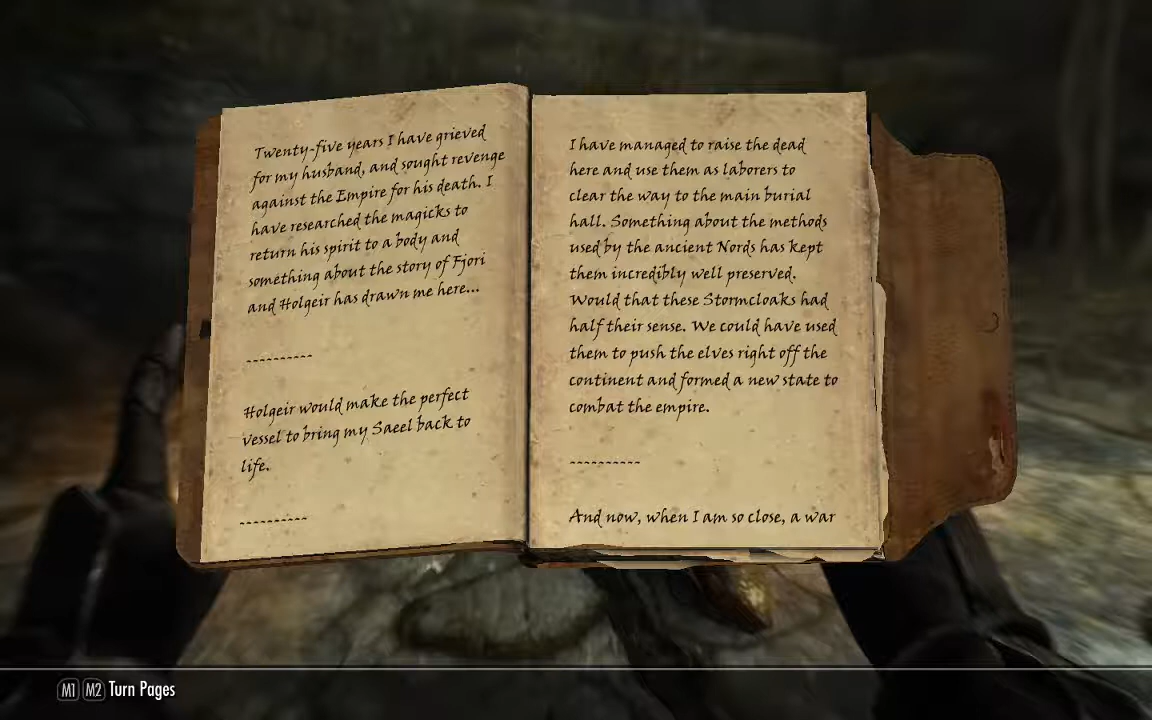 Twenty-five years I have grieved
for my husband, and sought revenge
against the Empire for his death. I
have researched the magicks to
return his spirit to a body and
something about the story of Fjori
and Holgeir has drawn me here...
----------
Holgeir would make the perfect
vessel to bring my Saeel back to
life.
----------
I have managed to raise the dead
here and use them as laborers to
clear the way to the main burial
hall. Something about the methods
used by the ancient Nords has kept
them incredibly well preserved.
Would that these Stormcloaks had
half their sense. We could have used
them to push the elves right off the
continent and formed a new state to
combat the empire.
----------
And now, when I am so close, a war
M1 M2 Turn Pages